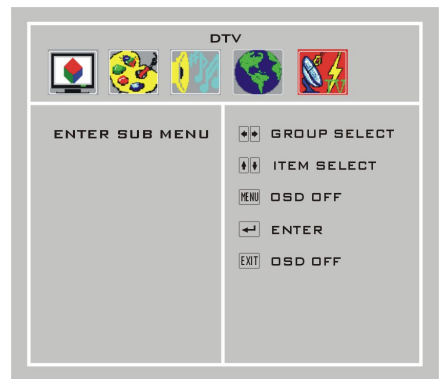 DTV
ENTER SUB MENU
GROUP SELECT
ITEM SELECT
MENU OSD OFF
ENTER
EXIT OSD OFF